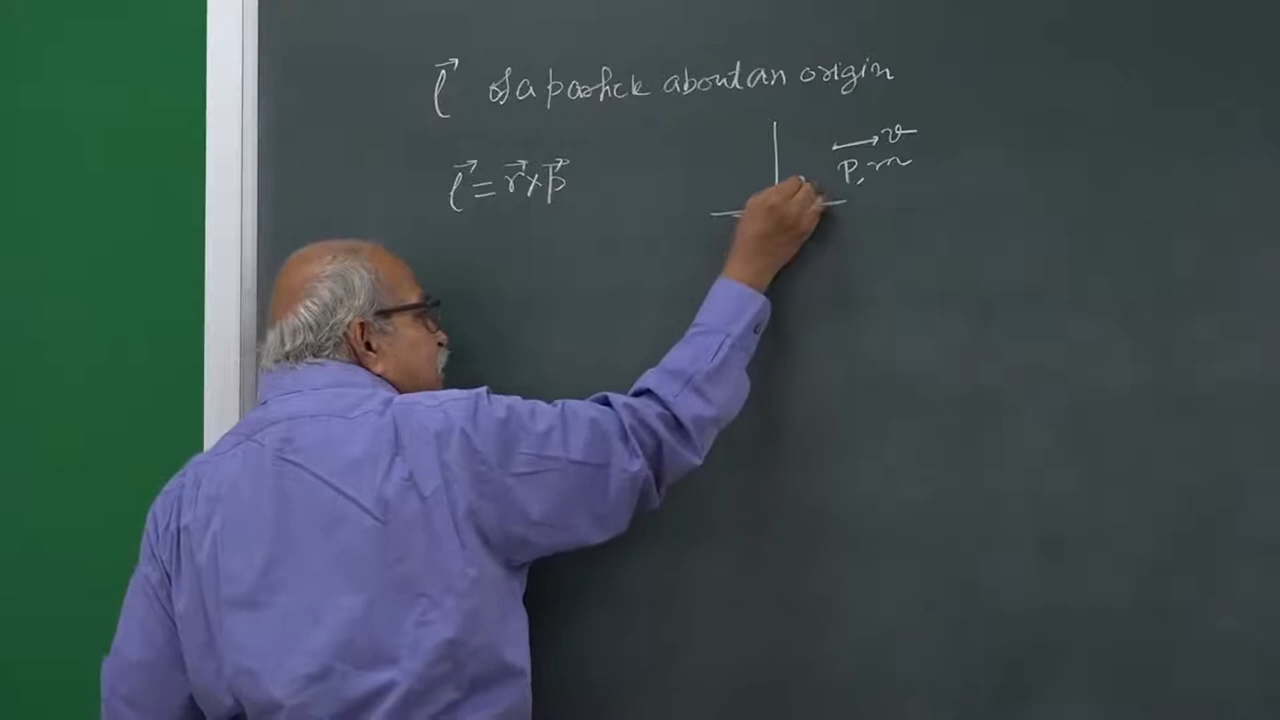 l⃗ of a particle about an origin
l⃗ = r⃗ × p⃗
v
P, m